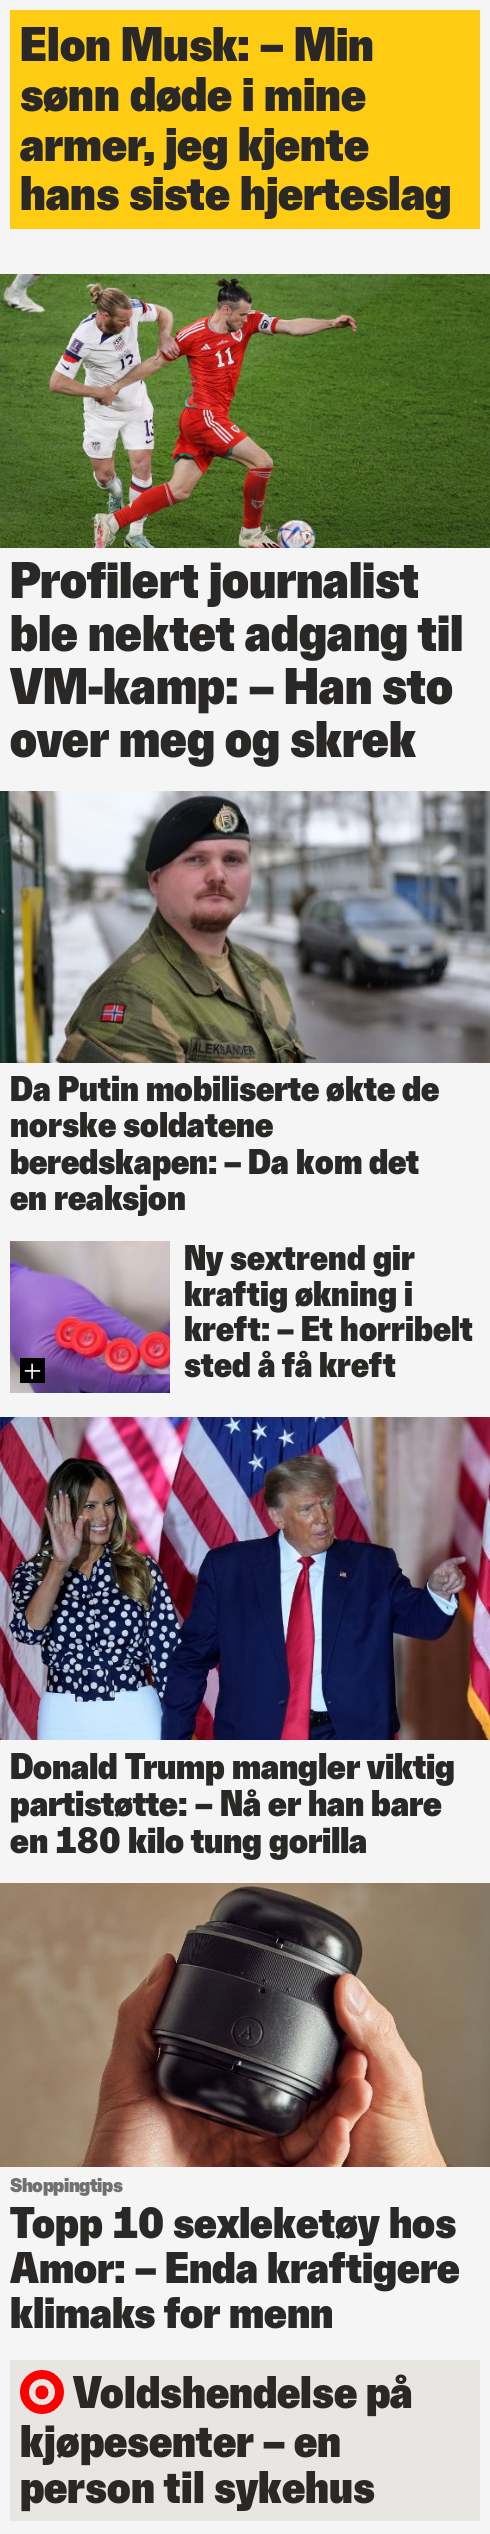 Elon Musk: – Min
sønn døde i mine
armer, jeg kjente
hans siste hjerteslag
11
13
13
Profilert journalist
ble nektet adgang til
VM-kamp: – Han sto
over meg og skrek
ALEKSANDER
Da Putin mobiliserte økte de
norske soldatene
beredskapen: – Da kom det
en reaksjon
Ny sextrend gir
kraftig økning i
kreft: – Et horribelt
sted å få kreft
Donald Trump mangler viktig
partistøtte: – Nå er han bare
en 180 kilo tung gorilla
A
Shoppingtips
Topp 10 sexleketøy hos
Amor: – Enda kraftigere
klimaks for menn
Voldshendelse på
kjøpesenter – en
person til sykehus